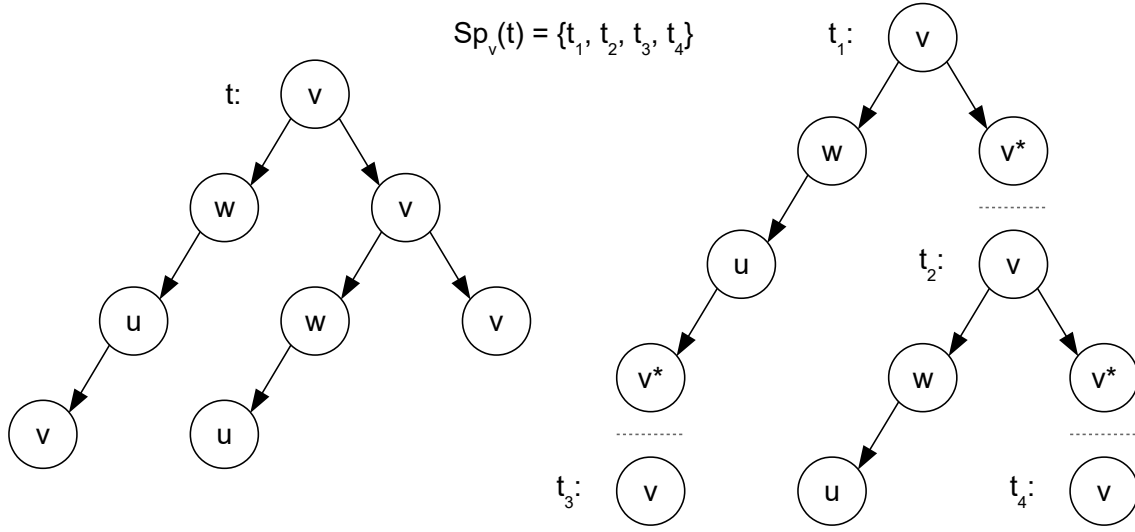 Sp_v(t) = {t_1, t_2, t_3, t_4}
t:
v
w
v
u
w
v
v
u
t_1:
v
w
v*
u
t_2:
v
v*
w
v*
t_3:
v
u
t_4:
v